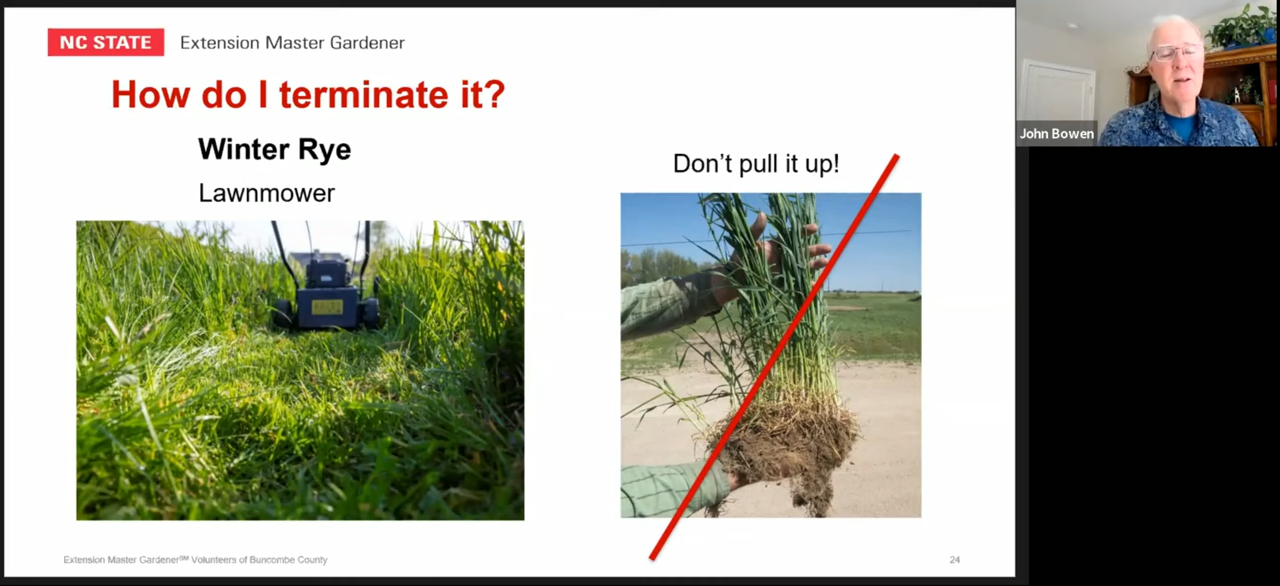 NC STATE Extension Master Gardener
How do I terminate it?
Winter Rye
Lawnmower
Don't pull it up!
Extension Master Gardener℠ Volunteers of Buncombe County
24
John Bowen